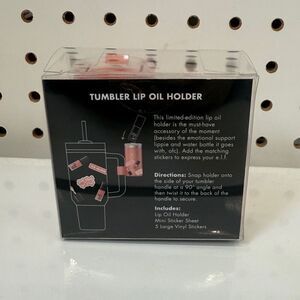 TUMBLER LIP OIL HOLDER
This limited-edition lip oil
holder is the must-have
accessory of the moment
(besides the emotional support
lippie and water bottle it goes
with, ofc). Add the matching
stickers to express your e.l.f.
Directions: Snap holder onto
the side of your tumbler
handle at a 90° angle and
then twist it to the back of the
handle to secure.
Includes:
Lip Oil Holder
Mini Sticker Sheet
5 Large Vinyl Stickers